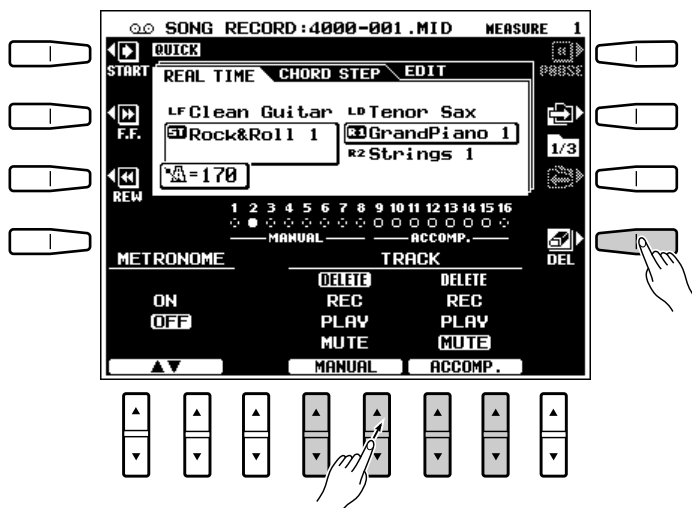 SONG RECORD:4000-001.MID MEASURE 1
QUICK
START
PAUSE
REAL TIME CHORD STEP EDIT
LF Clean Guitar LD Tenor Sax
ST Rock&Roll 1 R1 GrandPiano 1
R2 Strings 1
F.F.
1/3
=170
REW
1 2 3 4 5 6 7 8 9 10 11 12 13 14 15 16
MANUAL ACCOMP.
DEL
METRONOME TRACK
DELETE DELETE
ON REC REC
OFF PLAY PLAY
MUTE MUTE
▲▼ MANUAL ACCOMP.